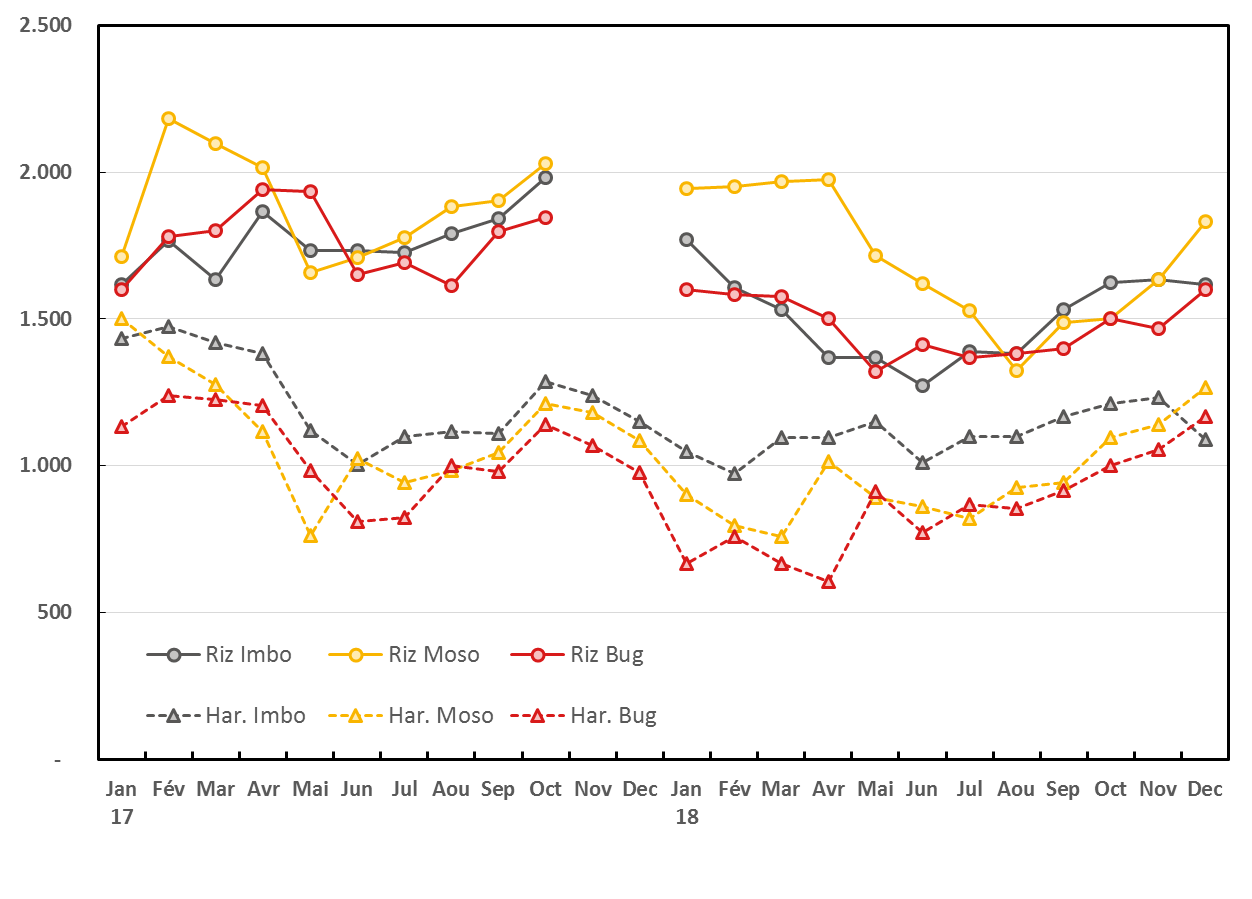 2.500
2.000
1.500
1.000
500
-
Riz Imbo Riz Moso Riz Bug
Har. Imbo Har. Moso Har. Bug
Jan Fév Mar Avr Mai Jun Jul Aou Sep Oct Nov Dec Jan Fév Mar Avr Mai Jun Jul Aou Sep Oct Nov Dec
17 18